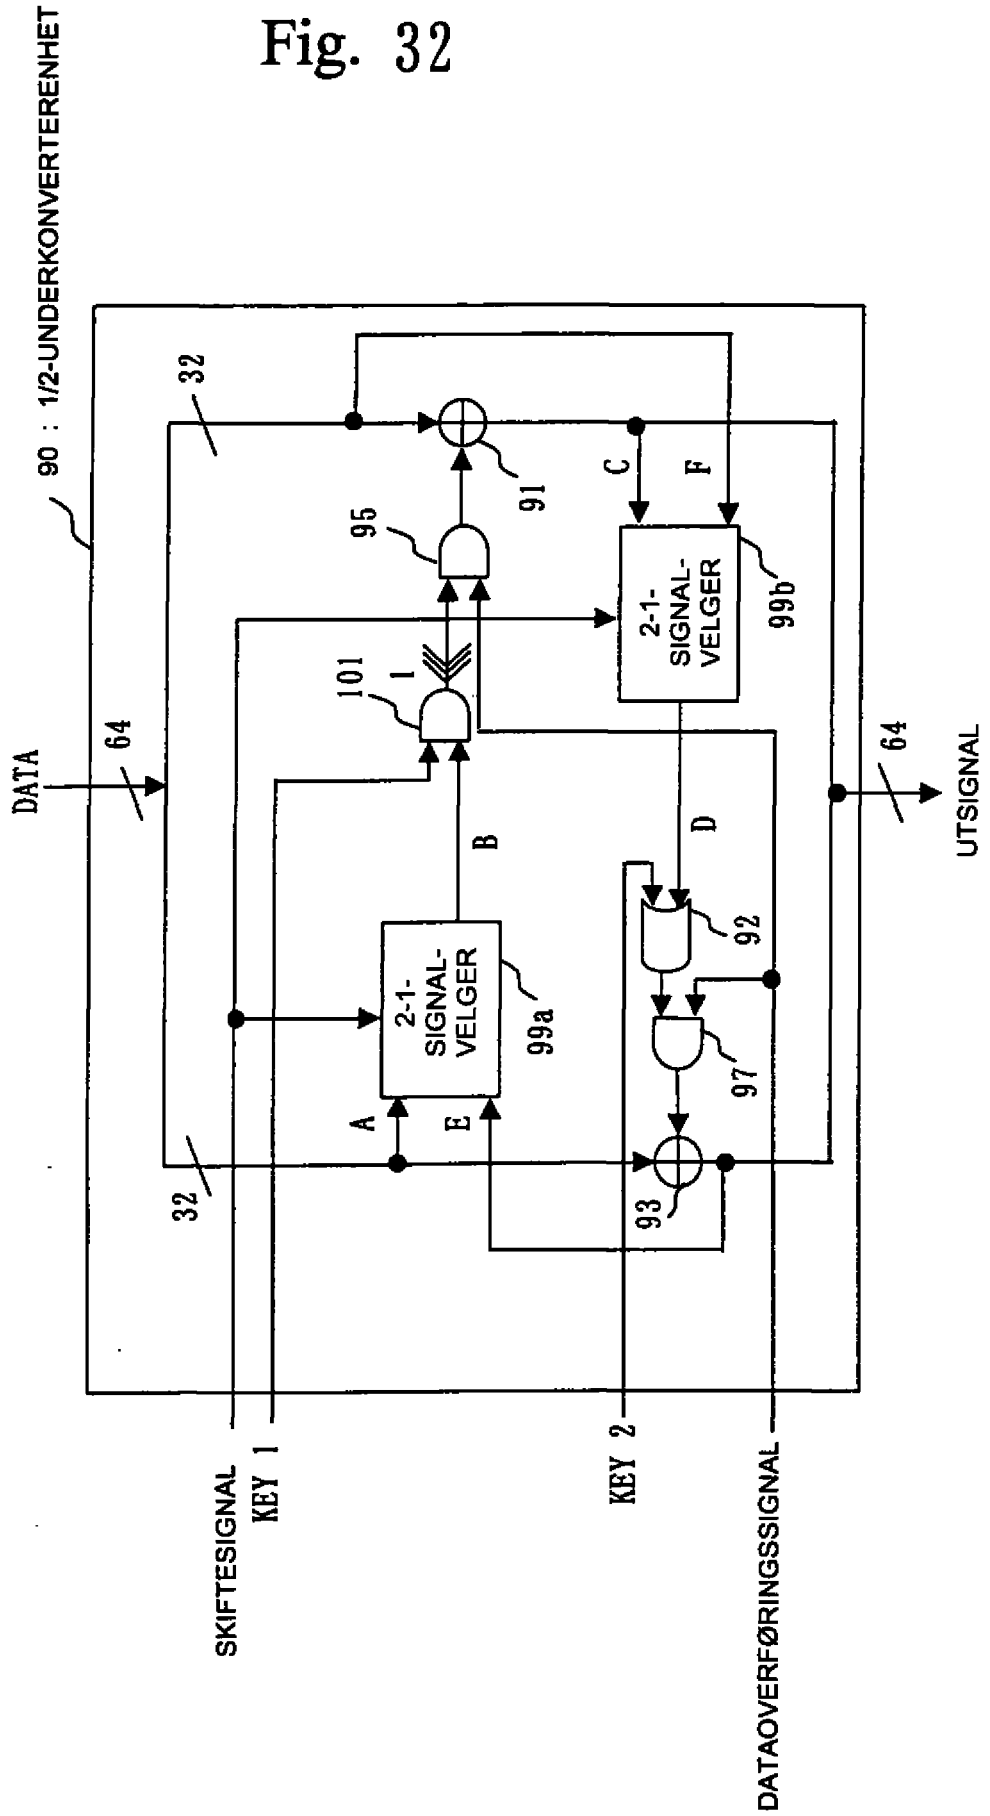 Fig. 32
90 : 1/2-UNDERKONVERTERENHET
DATA
64
32
32
SKIFTESIGNAL
KEY 1
A
E
2-1-
SIGNAL-
VELGER
99a
B
101
1
95
91
C
F
2-1-
SIGNAL-
VELGER
99b
D
92
97
93
KEY 2
DATAOVERFØRINGSSIGNAL
64
UTSIGNAL